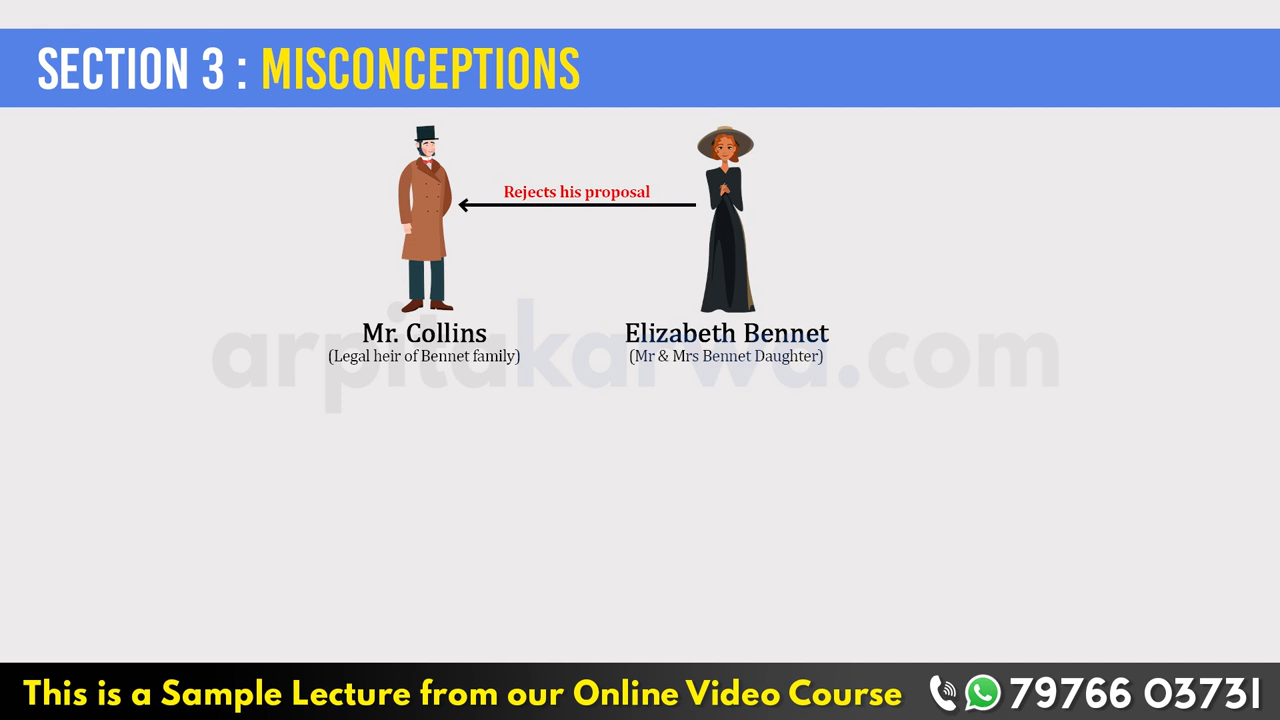 SECTION 3 : MISCONCEPTIONS
Rejects his proposal
Mr. Collins
(Legal heir of Bennet family)
Elizabeth Bennet
(Mr & Mrs Bennet Daughter)
arpitakarwa.com
This is a Sample Lecture from our Online Video Course
79766 03731